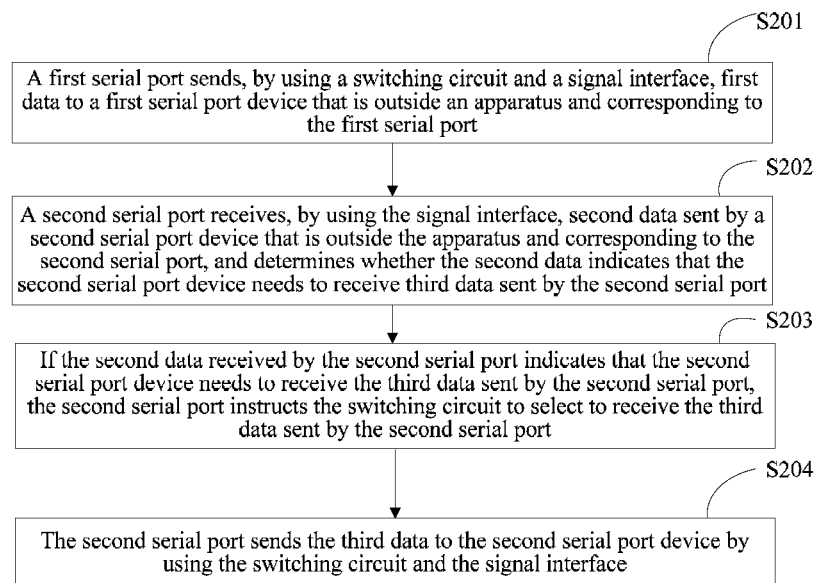 S201
A first serial port sends, by using a switching circuit and a signal interface, first
data to a first serial port device that is outside an apparatus and corresponding to
the first serial port
S202
A second serial port receives, by using the signal interface, second data sent by a
second serial port device that is outside the apparatus and corresponding to the
second serial port, and determines whether the second data indicates that the
second serial port device needs to receive third data sent by the second serial port
S203
If the second data received by the second serial port indicates that the second
serial port device needs to receive the third data sent by the second serial port,
the second serial port instructs the switching circuit to select to receive the third
data sent by the second serial port
S204
The second serial port sends the third data to the second serial port device by
using the switching circuit and the signal interface